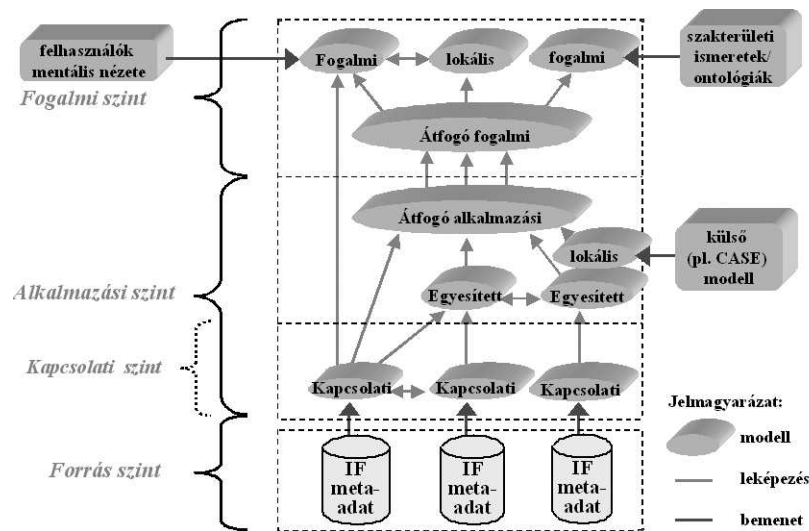 felhasználók
mentális nézete
Fogalmi
lokális
fogalmi
szakterületi
ismeretek/
ontológiák
Fogalmi szint
Átfogó fogalmi
Átfogó alkalmazási
lokális
külső
(pl. CASE)
modell
Alkalmazási szint
Egyesített
Egyesített
Kapcsolati szint
Kapcsolati
Kapcsolati
Kapcsolati
Jelmagyarázat:
modell
leképezés
bemenet
Forrás szint
IF
meta-
adat
IF
meta-
adat
IF
meta-
adat